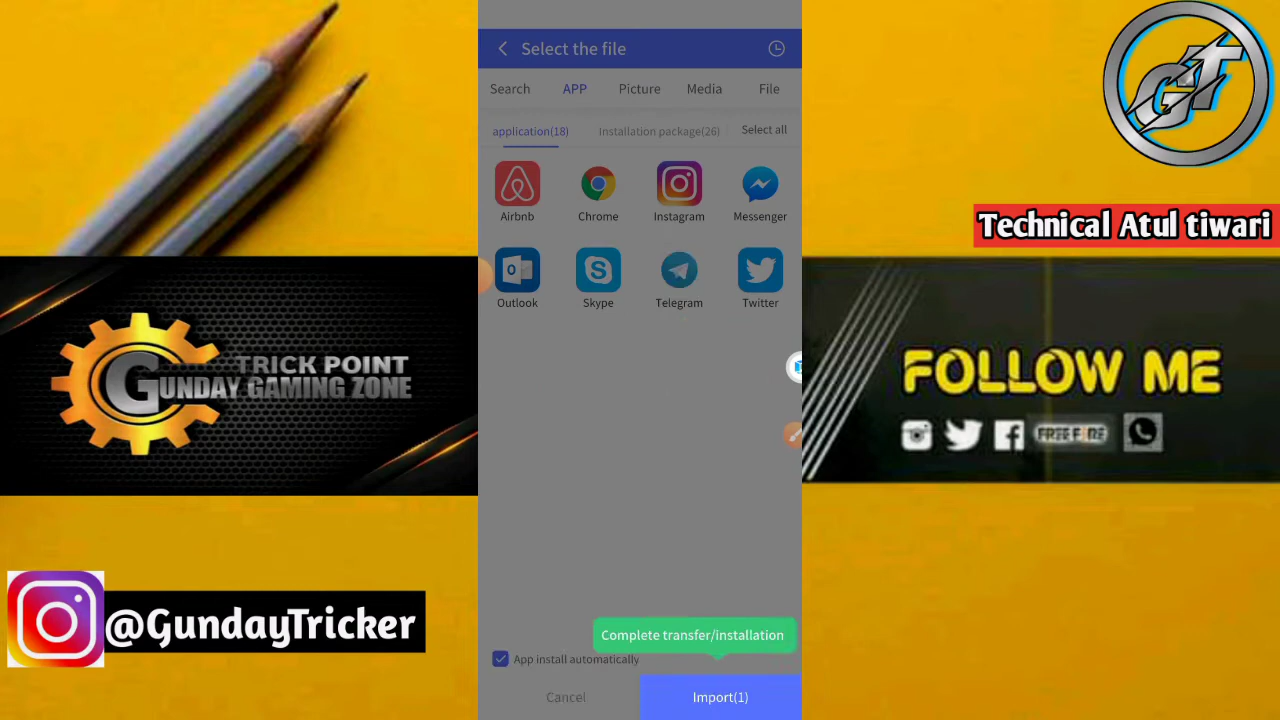 Select the file
Search APP Picture Media File
application(18) Installation package(26) Select all
Airbnb Chrome Instagram Messenger
Outlook Skype Telegram Twitter
Complete transfer/installation
App install automatically
Cancel Import(1)
TRICK POINT
GUNDAY GAMING ZONE
@GundayTricker
GT
Technical Atul tiwari
FOLLOW ME
FREE FIRE